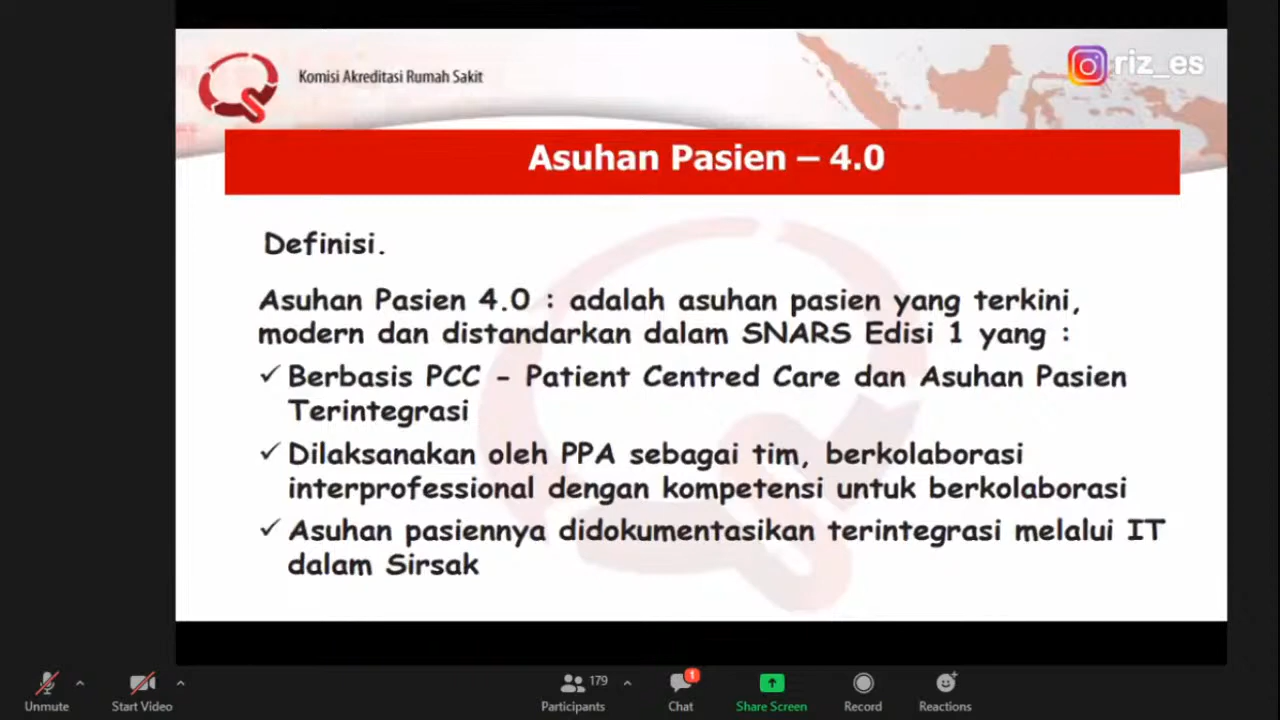 Komisi Akreditasi Rumah Sakit
riz_es
Asuhan Pasien – 4.0
Definisi.
Asuhan Pasien 4.0 : adalah asuhan pasien yang terkini,
modern dan distandarkan dalam SNARS Edisi 1 yang :
✓ Berbasis PCC - Patient Centred Care dan Asuhan Pasien
Terintegrasi
✓ Dilaksanakan oleh PPA sebagai tim, berkolaborasi
interprofessional dengan kompetensi untuk berkolaborasi
✓ Asuhan pasiennya didokumentasikan terintegrasi melalui IT
dalam Sirsak
Unmute
Start Video
Participants
179
Chat
1
Share Screen
Record
Reactions